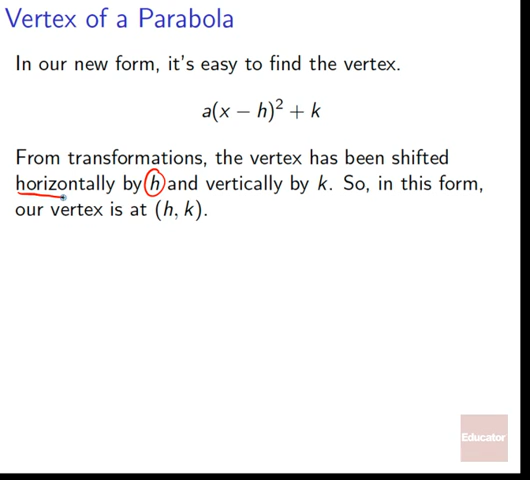 Vertex of a Parabola
In our new form, it's easy to find the vertex.
a(x − h)² + k
From transformations, the vertex has been shifted
horizontally by h and vertically by k. So, in this form,
our vertex is at (h, k).
Educator